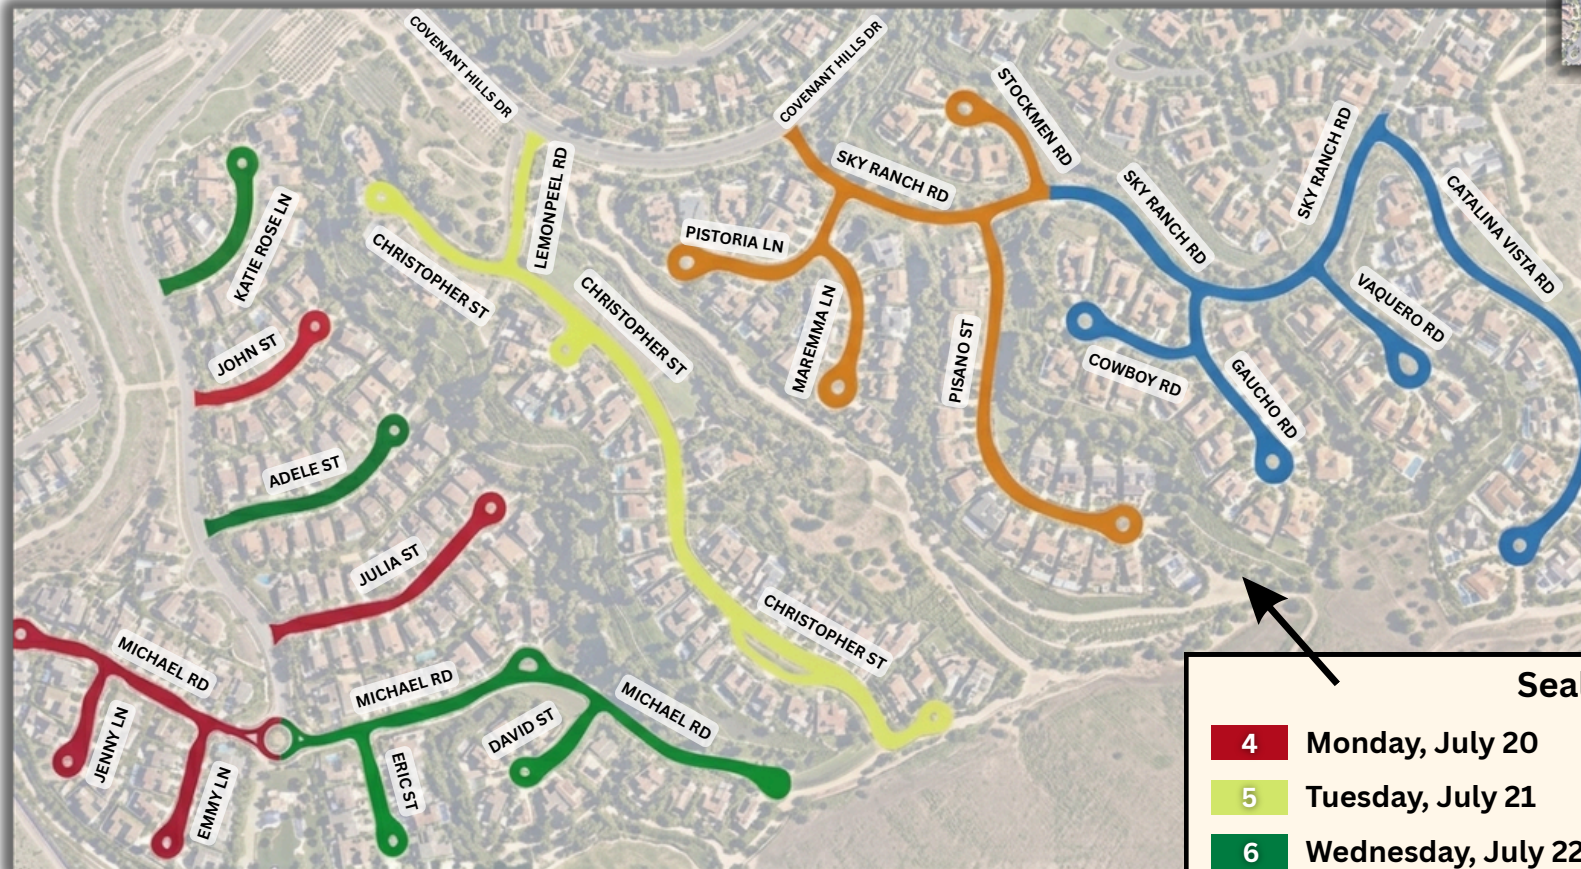 COVENANT HILLS DR
COVENANT HILLS DR
STOCKMEN RD
SKY RANCH RD
SKY RANCH RD
SKY RANCH RD
CATALINA VISTA RD
LEMONPEEL RD
KATIE ROSE LN
CHRISTOPHER ST
PISTORIA LN
CHRISTOPHER ST
MAREMMA LN
PISANO ST
VAQUERO RD
COWBOY RD
GAUCHO RD
JOHN ST
ADELE ST
JULIA ST
CHRISTOPHER ST
MICHAEL RD
MICHAEL RD
MICHAEL RD
JENNY LN
EMMY LN
ERIC ST
DAVID ST
Seal
4 Monday, July 20
5 Tuesday, July 21
6 Wednesday, July 22